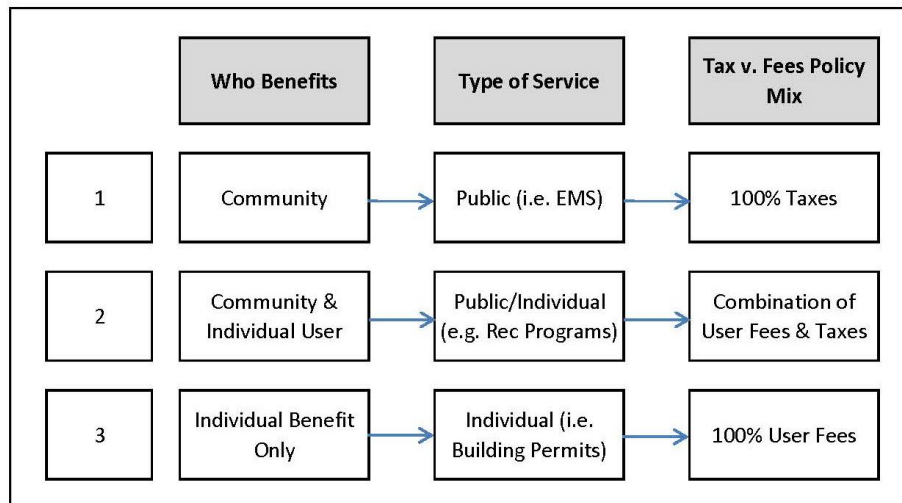 Who Benefits
Type of Service
Tax v. Fees Policy
Mix
1
Community
Public (i.e. EMS)
100% Taxes
2
Community &
Individual User
Public/Individual
(e.g. Rec Programs)
Combination of
User Fees & Taxes
3
Individual Benefit
Only
Individual (i.e.
Building Permits)
100% User Fees